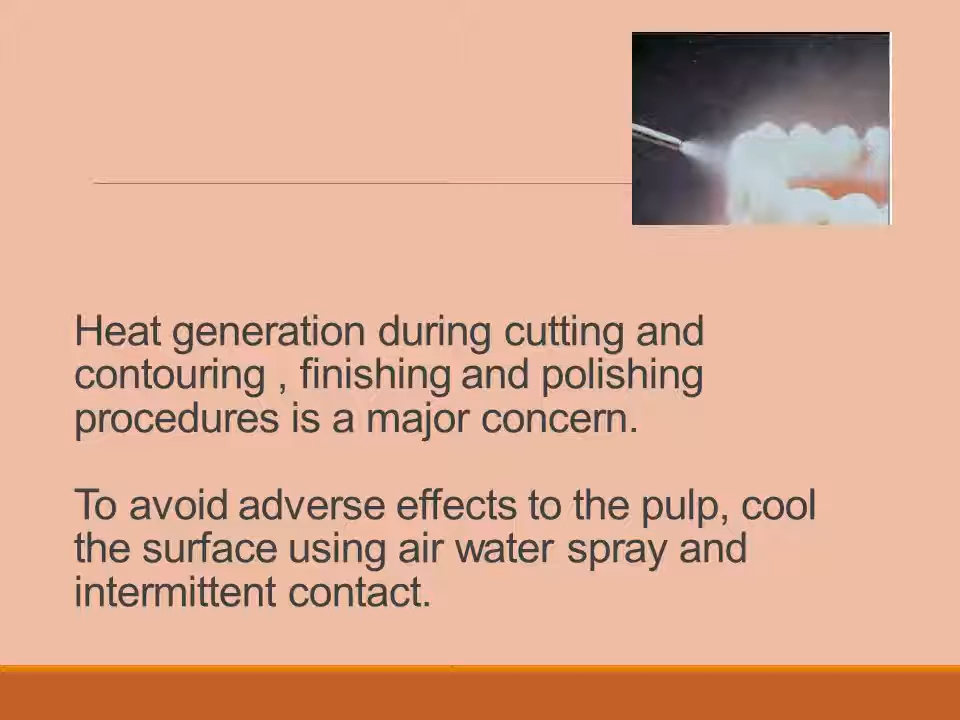 Heat generation during cutting and
contouring , finishing and polishing
procedures is a major concern.
To avoid adverse effects to the pulp, cool
the surface using air water spray and
intermittent contact.